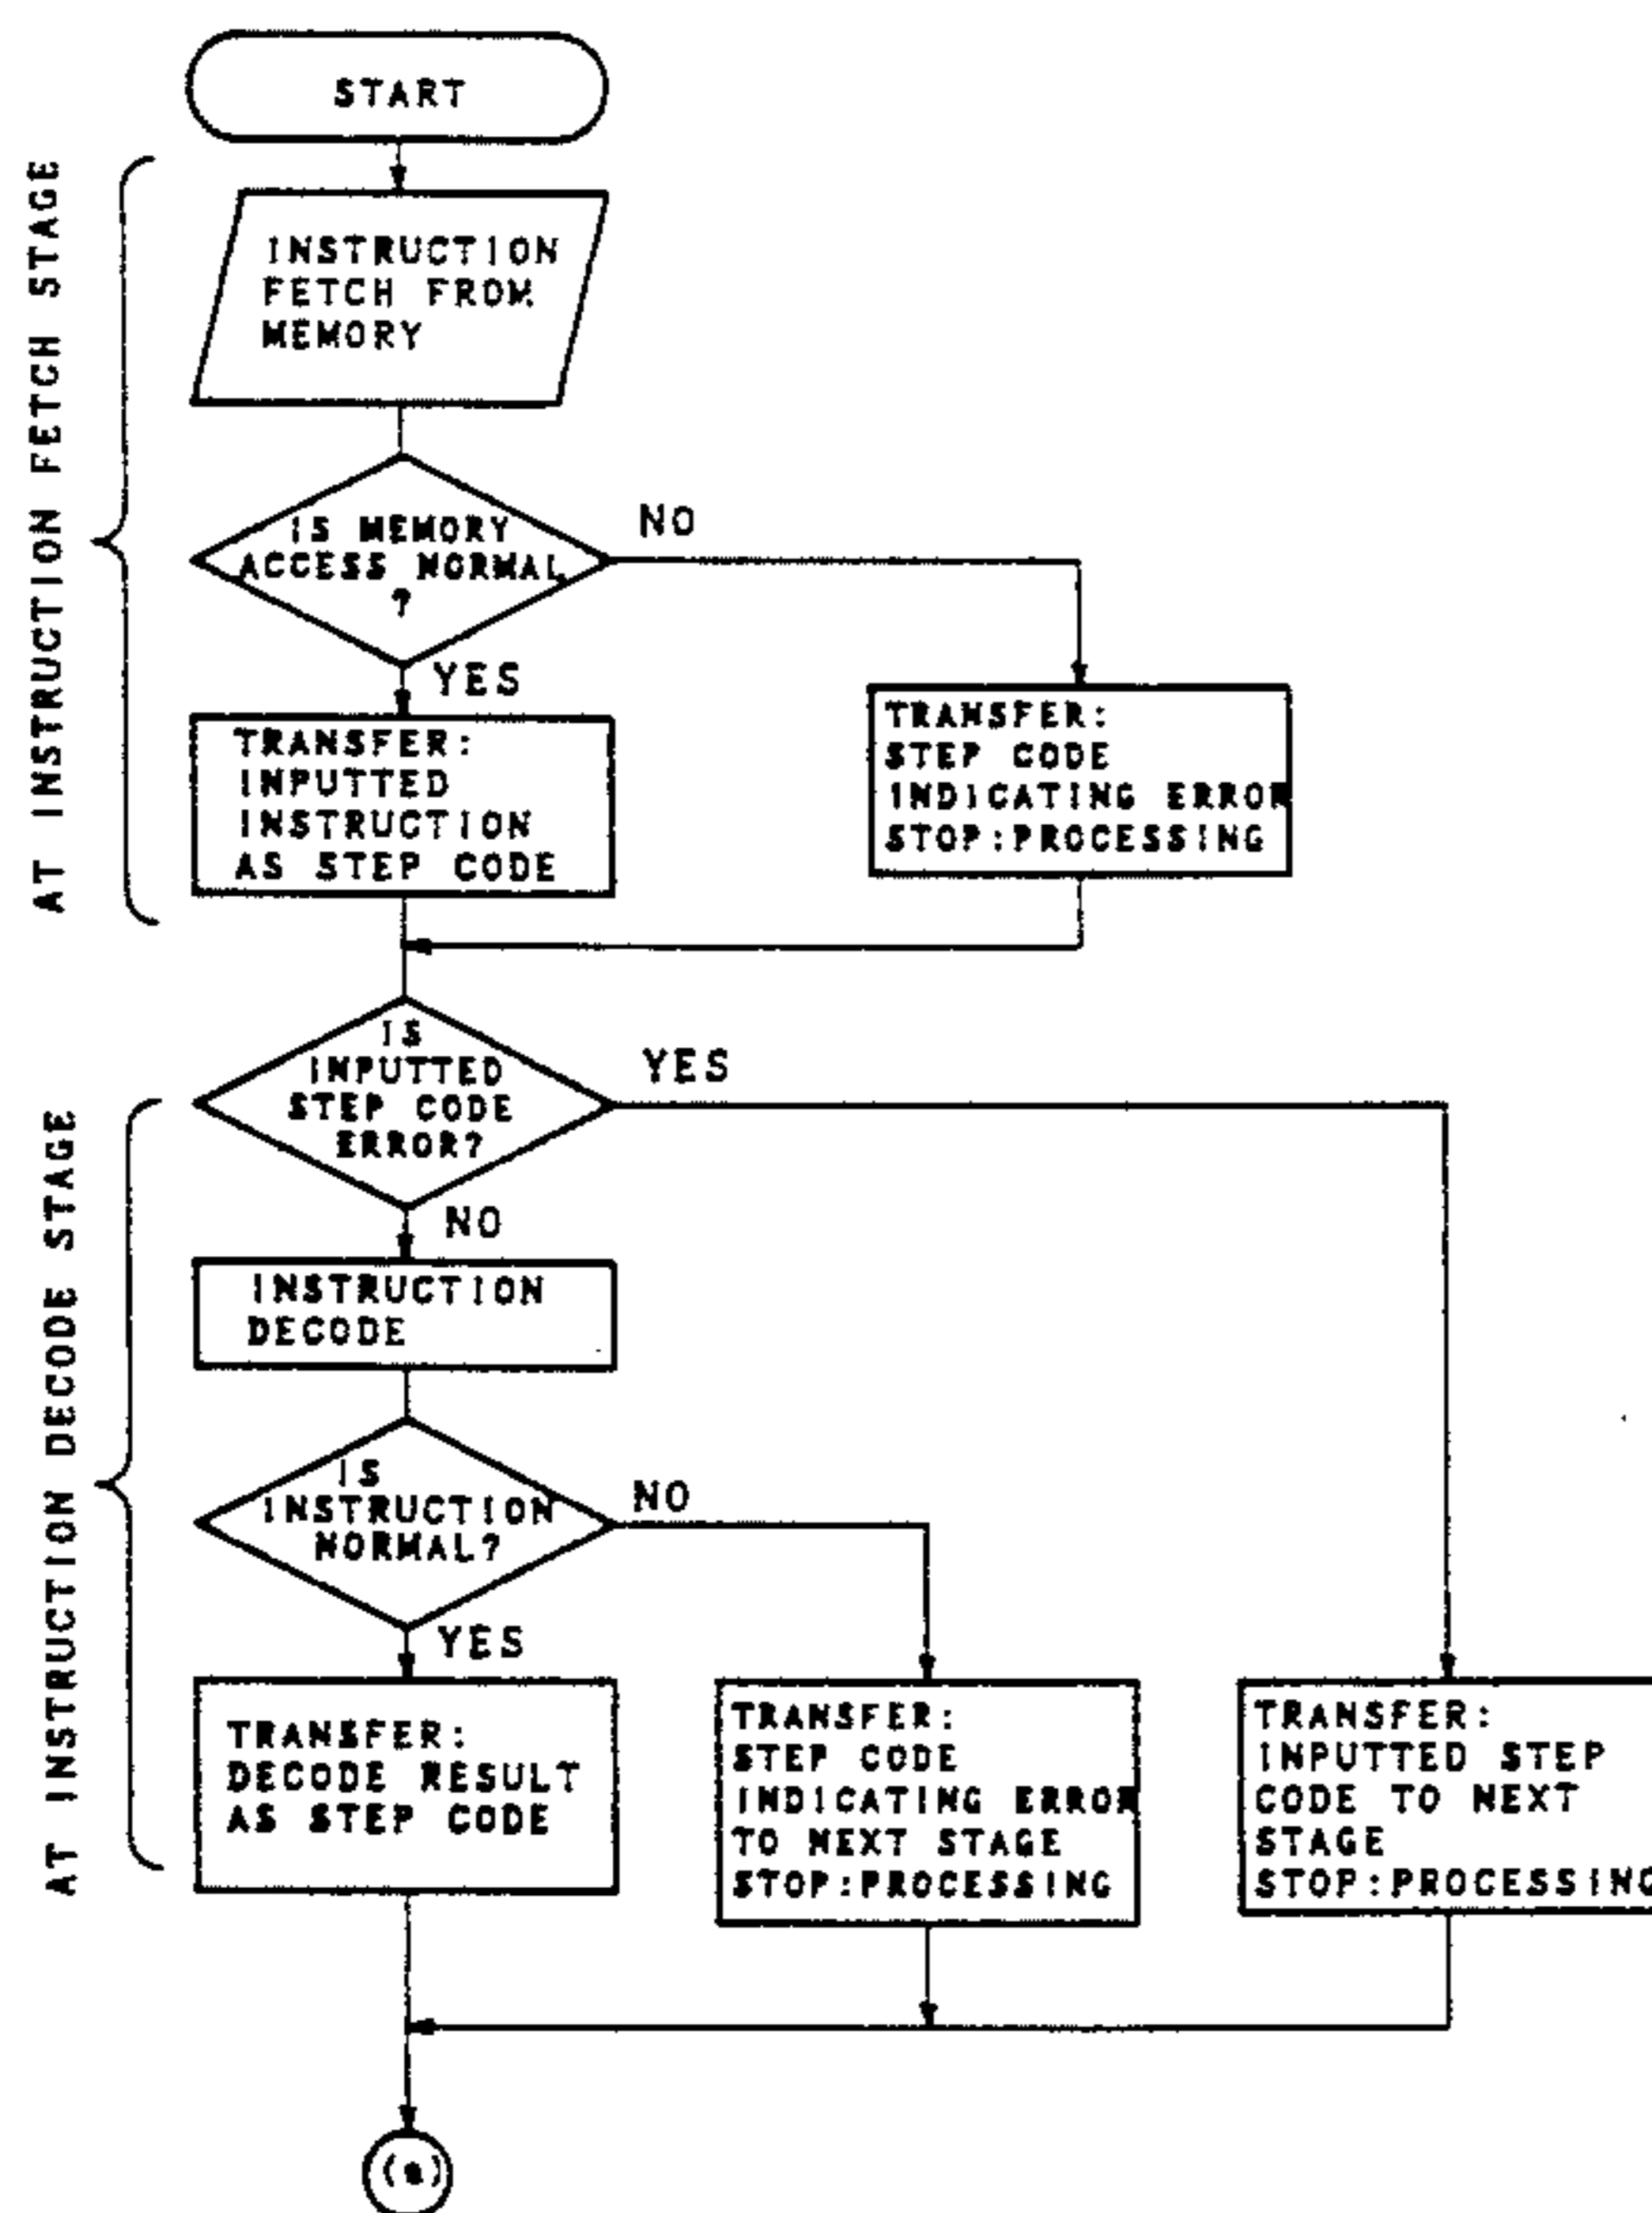 START
AT INSTRUCTION FETCH STAGE
INSTRUCTION
FETCH FROM
MEMORY
IS MEMORY
ACCESS NORMAL
?
NO
YES
TRANSFER:
INPUTTED
INSTRUCTION
AS STEP CODE
TRANSFER:
STEP CODE
INDICATING ERROR
STOP:PROCESSING
AT INSTRUCTION DECODE STAGE
IS
INPUTTED
STEP CODE
ERROR?
YES
NO
INSTRUCTION
DECODE
IS
INSTRUCTION
NORMAL?
NO
YES
TRANSFER:
DECODE RESULT
AS STEP CODE
TRANSFER:
STEP CODE
INDICATING ERROR
TO NEXT STAGE
STOP:PROCESSING
TRANSFER:
INPUTTED STEP
CODE TO NEXT
STAGE
STOP:PROCESSING